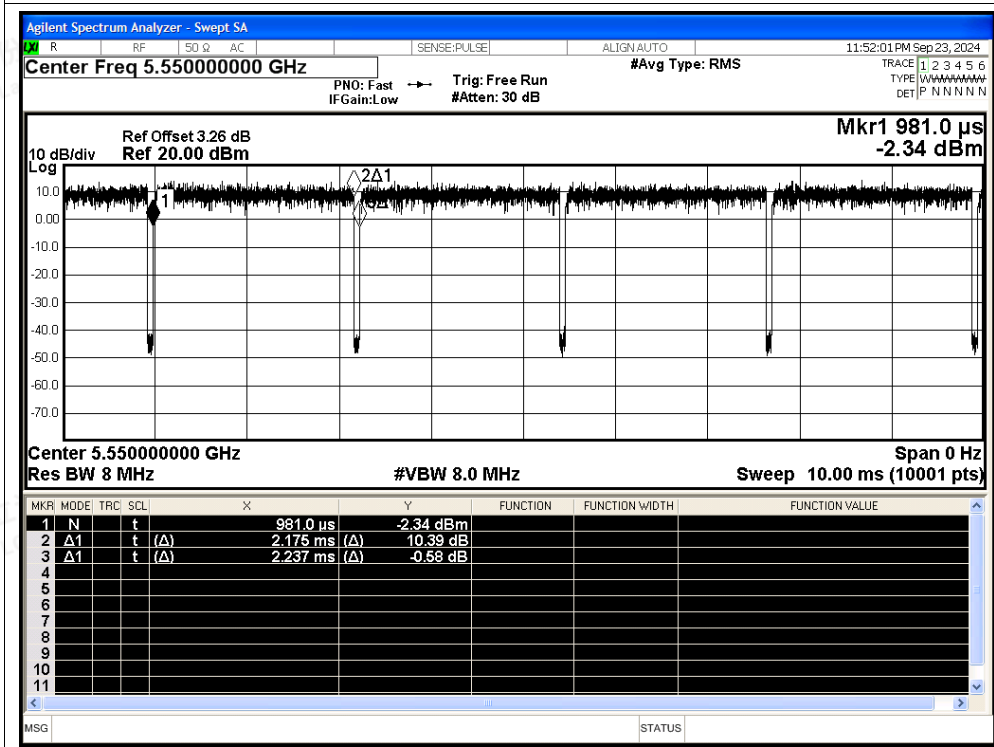 Agilent Spectrum Analyzer - Swept SA
LXI R RF 50 Ω AC SENSE:PULSE ALIGN AUTO 11:52:01 PM Sep 23, 2024
Center Freq 5.550000000 GHz #Avg Type: RMS TRACE 1 2 3 4 5 6
PNO: Fast Trig: Free Run TYPE
IFGain:Low #Atten: 30 dB DET P N N N N N
Mkr1 981.0 µs
-2.34 dBm
Ref Offset 3.26 dB
10 dB/div Ref 20.00 dBm
Log
2Δ1
10.0
1
0.00
-10.0
-20.0
-30.0
-40.0
-50.0
-60.0
-70.0
Center 5.550000000 GHz Span 0 Hz
Res BW 8 MHz #VBW 8.0 MHz Sweep 10.00 ms (10001 pts)
MKR MODE TRC SCL X Y FUNCTION FUNCTION WIDTH FUNCTION VALUE
1 N t 981.0 µs -2.34 dBm
2 Δ1 t (Δ) 2.175 ms (Δ) 10.39 dB
3 Δ1 t (Δ) 2.237 ms (Δ) -0.58 dB
4
5
6
7
8
9
10
11
MSG STATUS